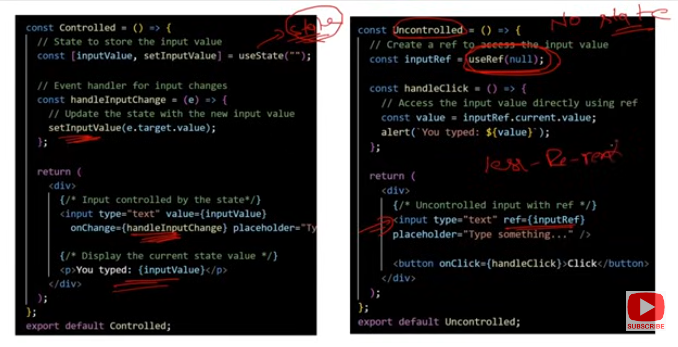 const Controlled = () => {
// State to store the input value
const [inputValue, setInputValue] = useState("");
// Event handler for input changes
const handleInputChange = (e) => {
// Update the state with the new input value
setInputValue(e.target.value);
};
return (
<div>
{/* Input controlled by the state*/}
<input type="text" value={inputValue}
onChange={handleInputChange} placeholder="Ty
{/* Display the current state value */}
<p>You typed: {inputValue}</p>
</div>
);
};
export default Controlled;
state
const Uncontrolled = () => {
// Create a ref to access the input value
const inputRef = useRef(null);
const handleClick = () => {
// Access the input value directly using ref
const value = inputRef.current.value;
alert(`You typed: ${value}`);
};
return (
<div>
{/* Uncontrolled input with ref */}
<input type="text" ref={inputRef}
placeholder="Type something..." />
<button onClick={handleClick}>Click</button>
</div>
);
};
export default Uncontrolled;
No state
less-Re-